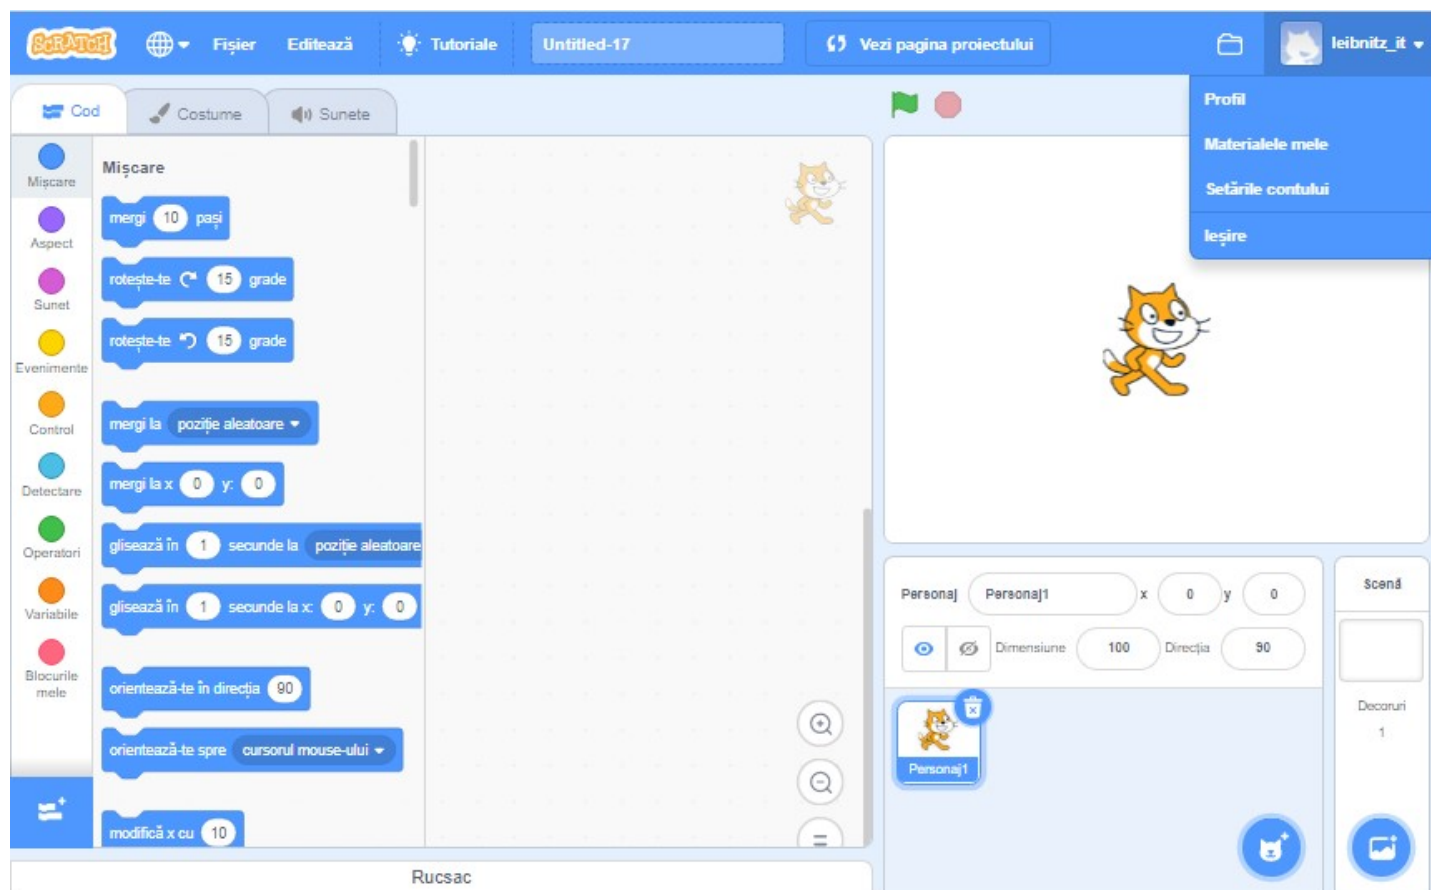 SCRATCH Fișier Editează Tutoriale Untitled-17 Vezi pagina proiectului leibnitz_it
Profil
Materialele mele
Setările contului
Ieșire
Cod Costume Sunete
Mișcare
Aspect
Sunet
Evenimente
Control
Detectare
Operatori
Variabile
Blocurile
mele
Mișcare
mergi 10 pași
rotește-te 15 grade
rotește-te 15 grade
mergi la poziție aleatoare
mergi la x 0 y: 0
glisează în 1 secunde la poziție aleatoare
glisează în 1 secunde la x: 0 y: 0
orientează-te în direcția 90
orientează-te spre cursorul mouse-ului
modifică x cu 10
Rucsac
Personaj Personaj1 x 0 y 0
Dimensiune 100 Direcția 90
Personaj1
Scenă
Decoruri
1